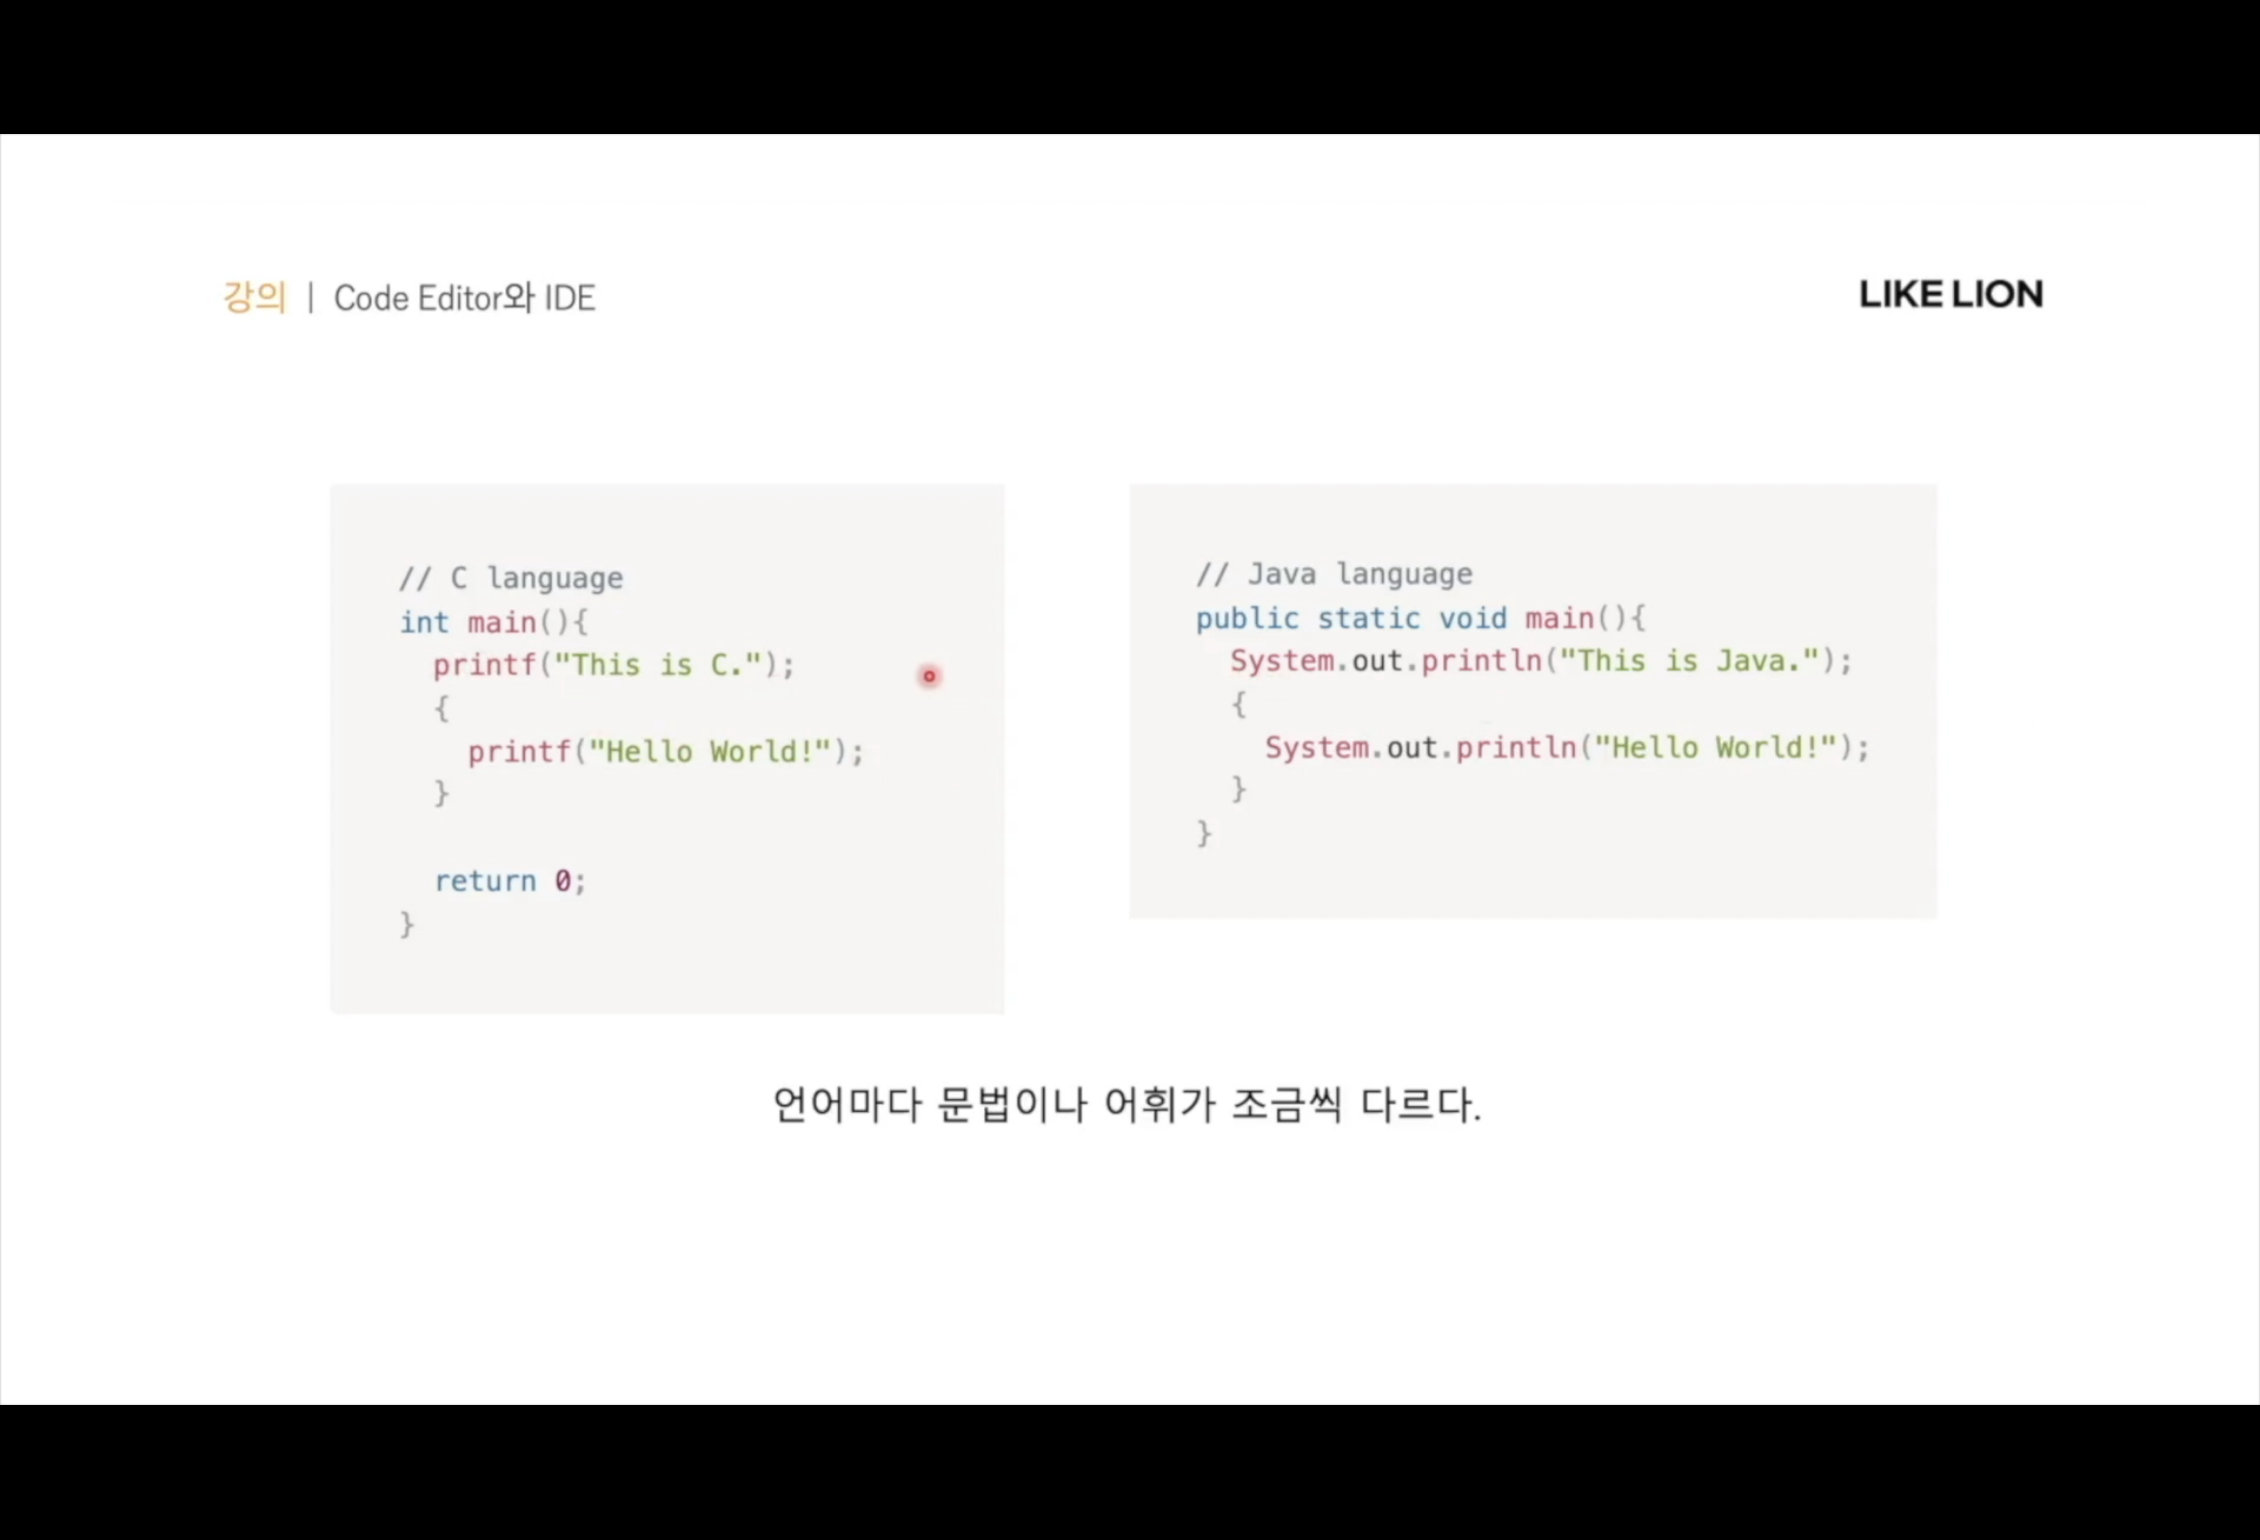 강의 | Code Editor와 IDE
LIKE LION
// C language
int main(){
  printf("This is C.");
  {
    printf("Hello World!");
  }
  return 0;
}
// Java language
public static void main(){
  System.out.println("This is Java.");
  {
    System.out.println("Hello World!");
  }
}
언어마다 문법이나 어휘가 조금씩 다르다.